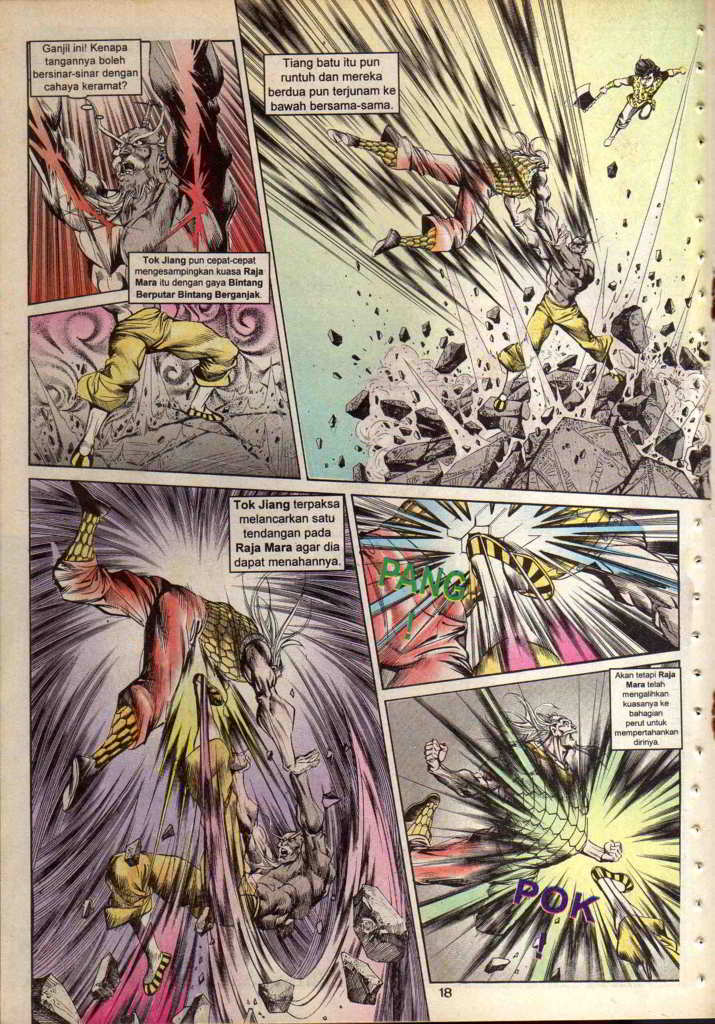 Ganjil ini! Kenapa
tangannya boleh
bersinar-sinar dengan
cahaya keramat?
Tiang batu itu pun
runtuh dan mereka
berdua pun terjunam ke
bawah bersama-sama.
Tok Jiang pun cepat-cepat
mengesampingkan kuasa Raja
Mara itu dengan gaya Bintang
Berputar Bintang Berganjak.
Tok Jiang terpaksa
melancarkan satu
tendangan pada
Raja Mara agar dia
dapat menahannya.
PANG
!
Akan tetapi Raja
Mara telah
mengalihkan
kuasanya ke
bahagian
perut untuk
mempertahankan
dirinya.
POK
!
18